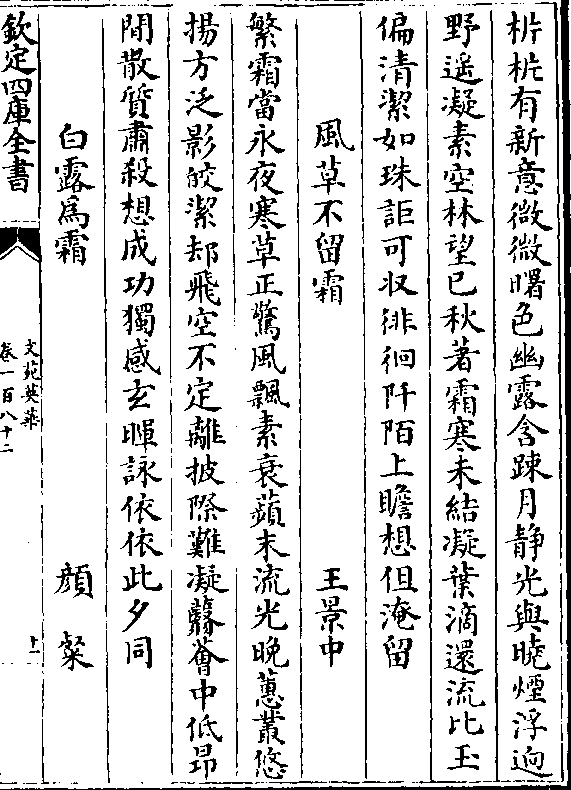 枿枿有新意微微曙色幽露含踈月静光與曉煙浮逈
野遥凝素空林望已秋著霜寒未結凝葉滴還流比玉
偏清潔如珠詎可収徘徊阡陌上瞻想但淹留
風草不留霜 王景中
繁霜當永夜寒草正驚風飄素衰蘋末流光晚蕙叢悠
揚方泛影皎潔却飛空不定離披際難凝薈中低昂
閒散質肅殺想成功獨感玄暉詠依依此夕同
白露爲霜 顔粲
欽定四庫全書
文苑英華
卷一百八十二
十一